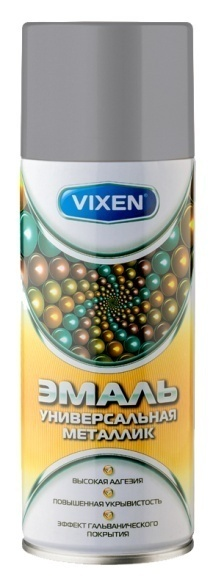 VIXEN®
ЭМАЛЬ
УНИВЕРСАЛЬНАЯ
МЕТАЛЛИК
ВЫСОКАЯ АДГЕЗИЯ
ПОВЫШЕННАЯ УКРЫВИСТОСТЬ
ЭФФЕКТ ГАЛЬВАНИЧЕСКОГО
ПОКРЫТИЯ